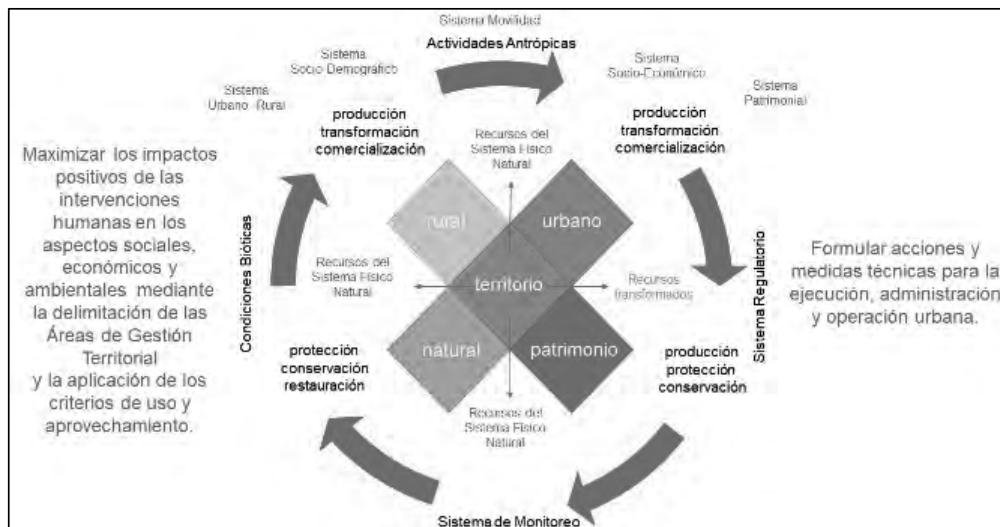 Sistema Movilidad
Actividades Antrópicas
Sistema
Socio-Demográfico
Sistema
Socio-Económico
Sistema
Urbano -Rural
Sistema
Patrimonial
producción
transformación
comercialización
Recursos del
Sistema Físico
Natural
producción
transformación
comercialización
Maximizar los impactos
positivos de las
intervenciones
humanas en los
aspectos sociales,
económicos y
ambientales mediante
la delimitación de las
Áreas de Gestión
Territorial
y la aplicación de los
criterios de uso y
aprovechamiento.
Condiciones Bióticas
rural
urbano
Recursos del
Sistema Físico
Natural
territorio
Recursos
transformados
natural
patrimonio
Sistema Regulatorio
Formular acciones y
medidas técnicas para la
ejecución, administración
y operación urbana.
protección
conservación
restauración
producción
protección
conservación
Recursos del
Sistema Físico
Natural
Sistema de Monitoreo